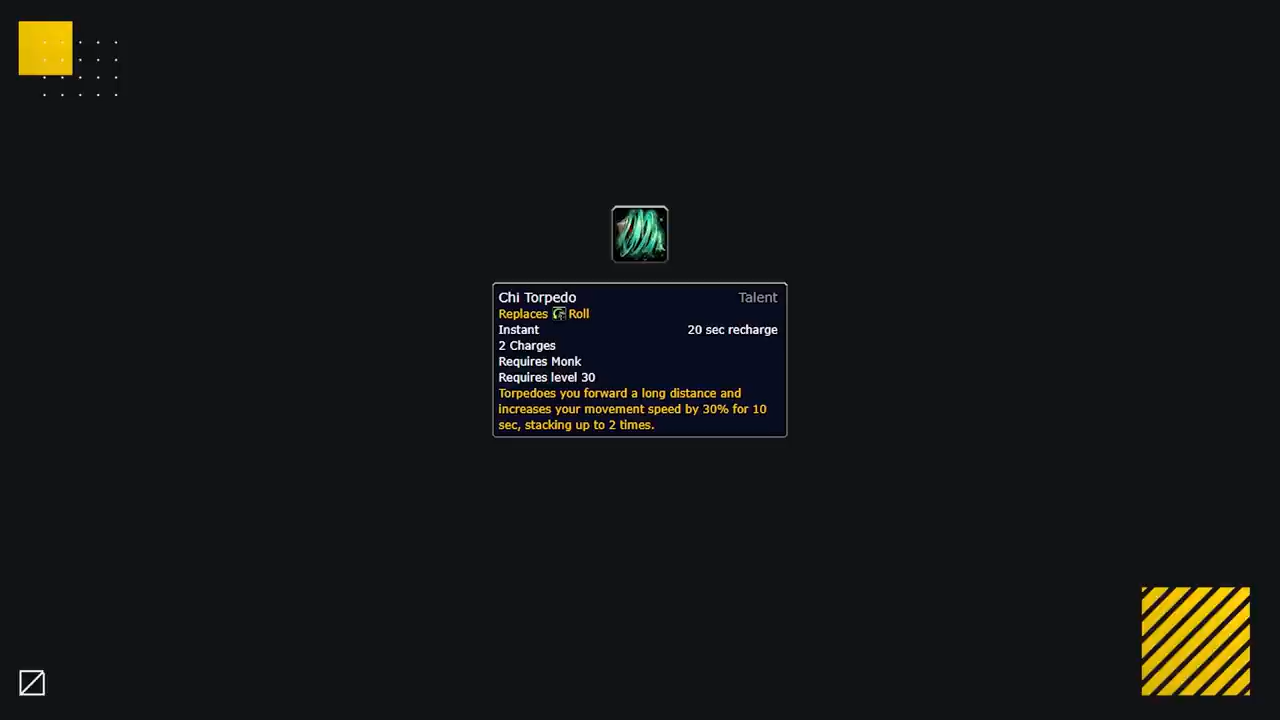 Chi Torpedo Talent
Replaces Roll
Instant 20 sec recharge
2 Charges
Requires Monk
Requires level 30
Torpedoes you forward a long distance and
increases your movement speed by 30% for 10
sec, stacking up to 2 times.